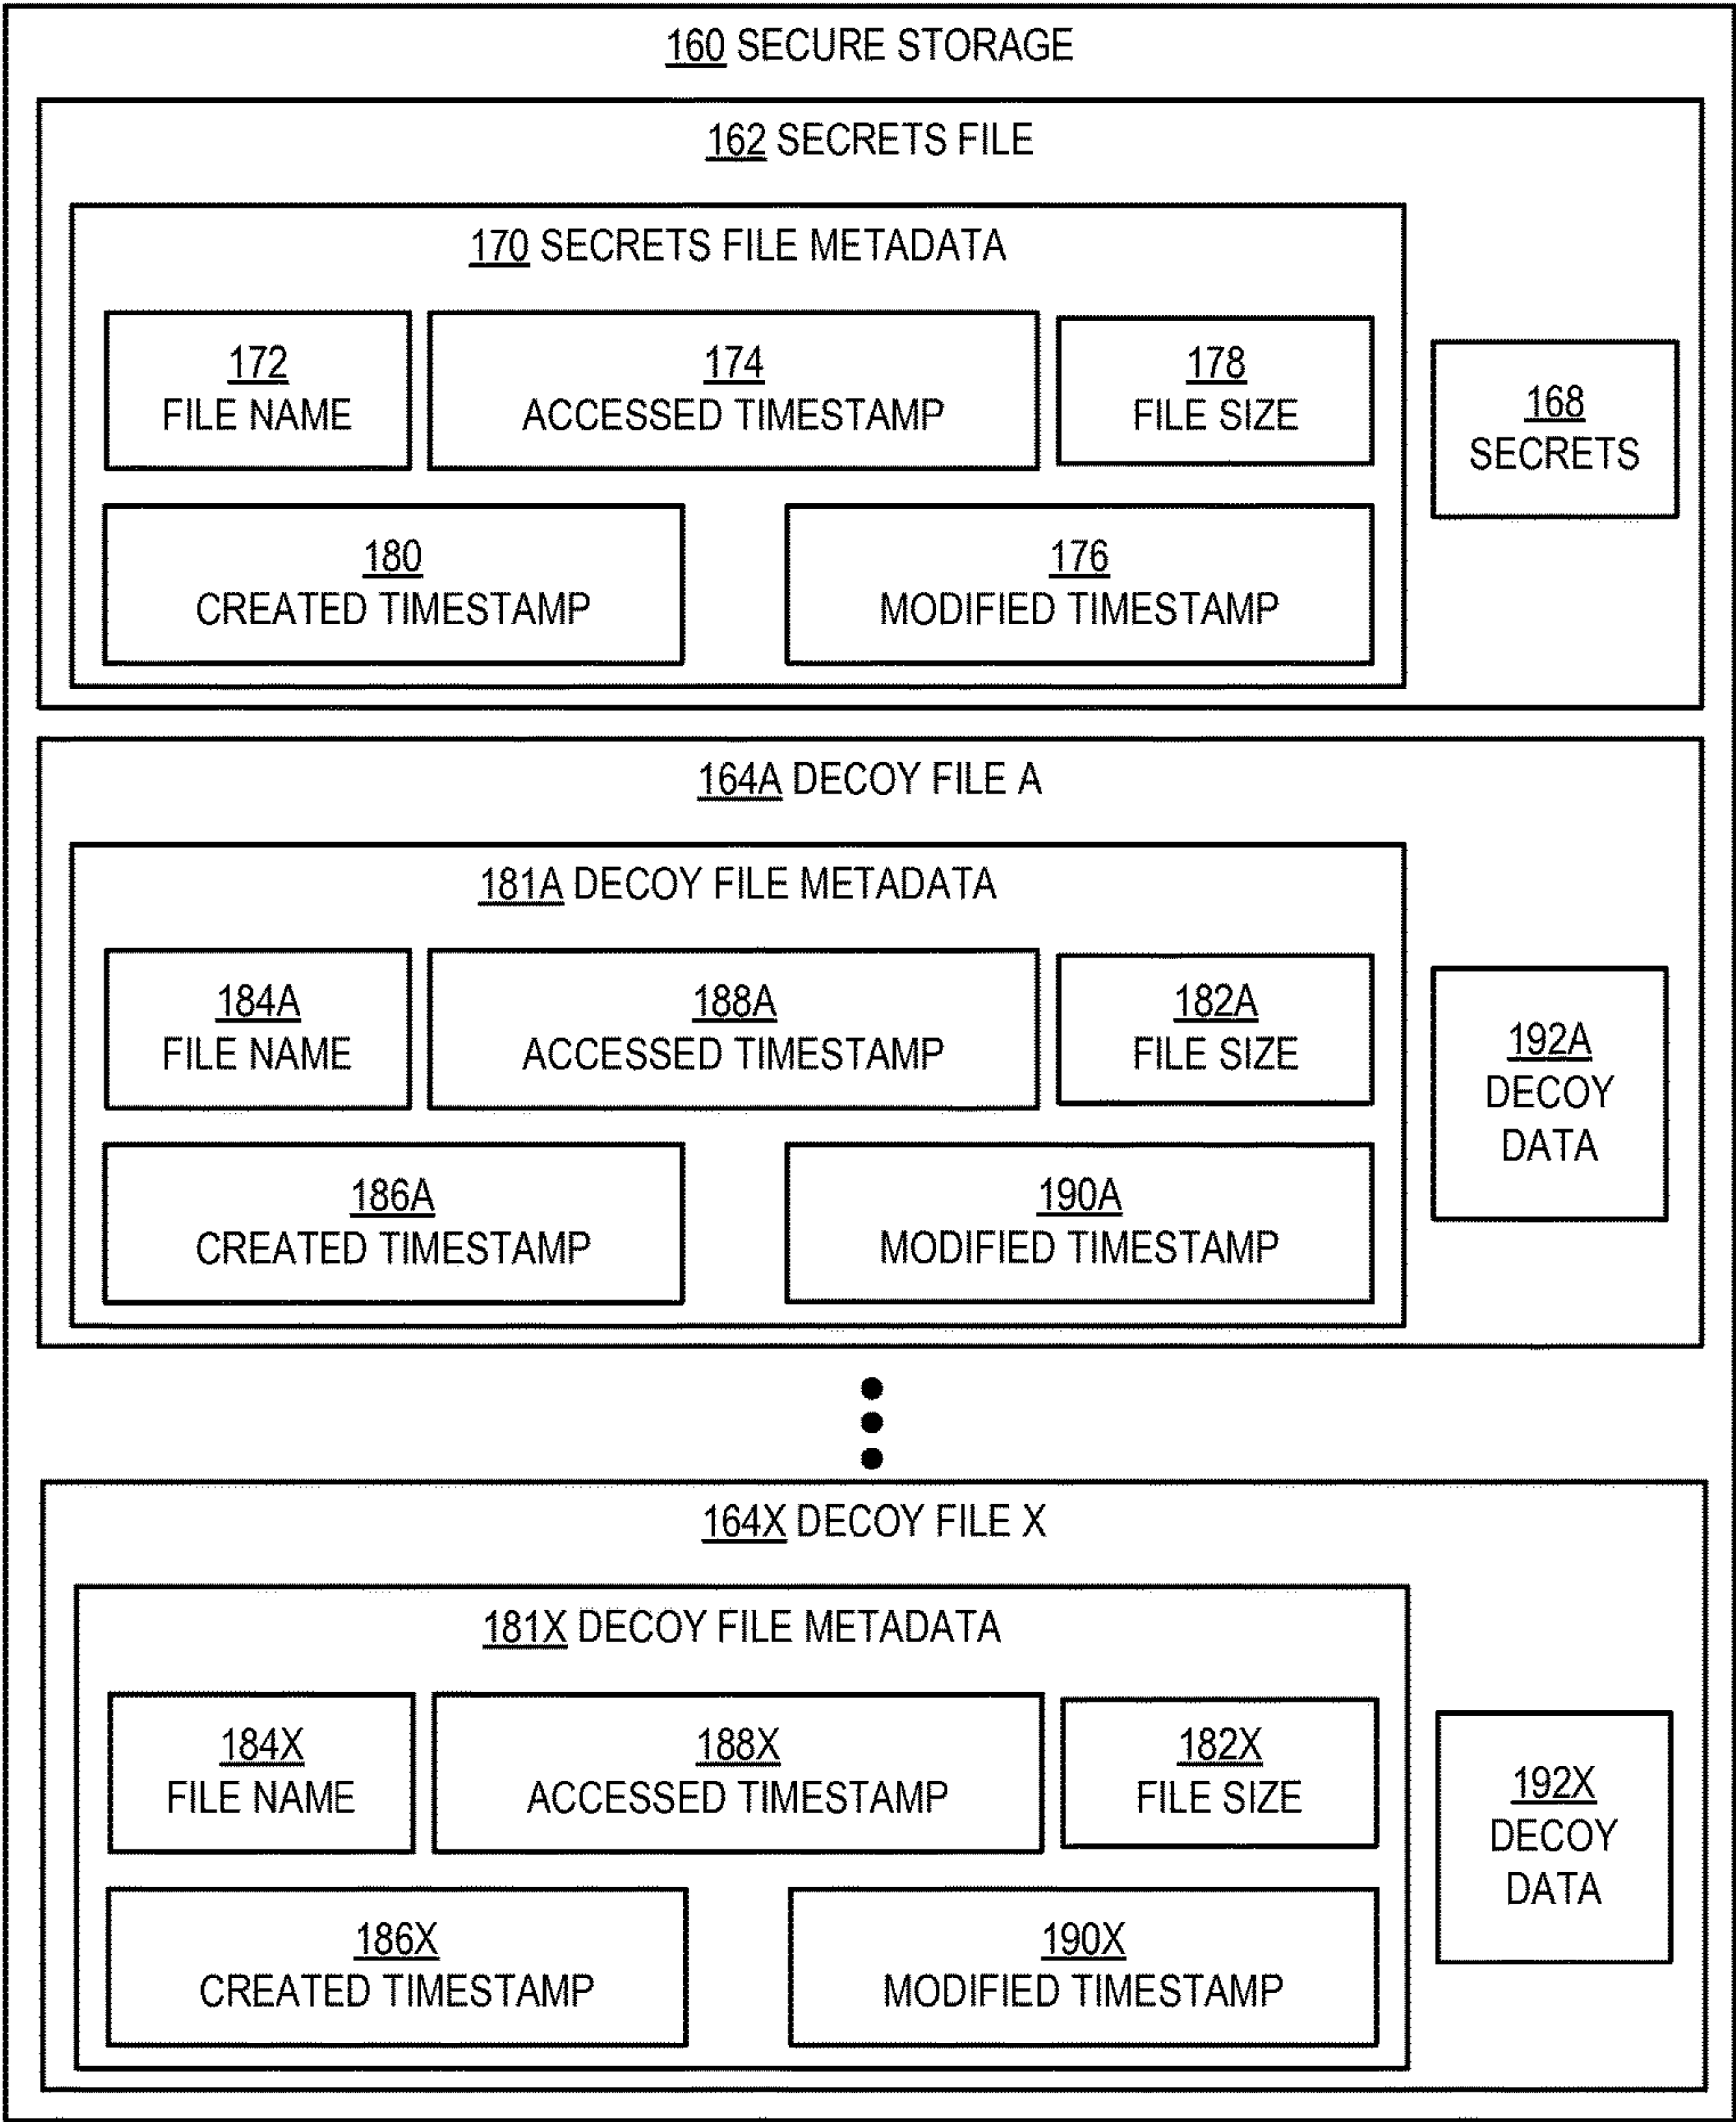 160 SECURE STORAGE
162 SECRETS FILE
170 SECRETS FILE METADATA
172
FILE NAME
174
ACCESSED TIMESTAMP
178
FILE SIZE
168
SECRETS
180
CREATED TIMESTAMP
176
MODIFIED TIMESTAMP
164A DECOY FILE A
181A DECOY FILE METADATA
184A
FILE NAME
188A
ACCESSED TIMESTAMP
182A
FILE SIZE
192A
DECOY
DATA
186A
CREATED TIMESTAMP
190A
MODIFIED TIMESTAMP
164X DECOY FILE X
181X DECOY FILE METADATA
184X
FILE NAME
188X
ACCESSED TIMESTAMP
182X
FILE SIZE
192X
DECOY
DATA
186X
CREATED TIMESTAMP
190X
MODIFIED TIMESTAMP